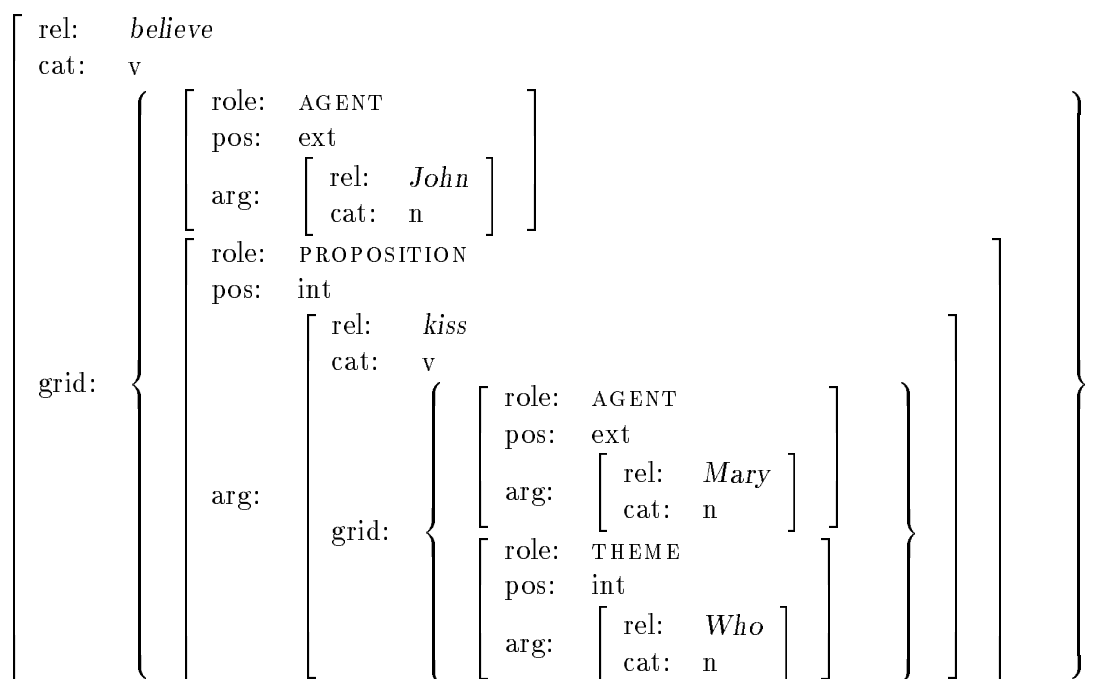 rel: believe
cat: v
role: AGENT
pos: ext
arg: rel: John
cat: n
role: PROPOSITION
pos: int
rel: kiss
cat: v
grid:
role: AGENT
pos: ext
arg: rel: Mary
cat: n
arg:
grid:
role: THEME
pos: int
arg: rel: Who
cat: n